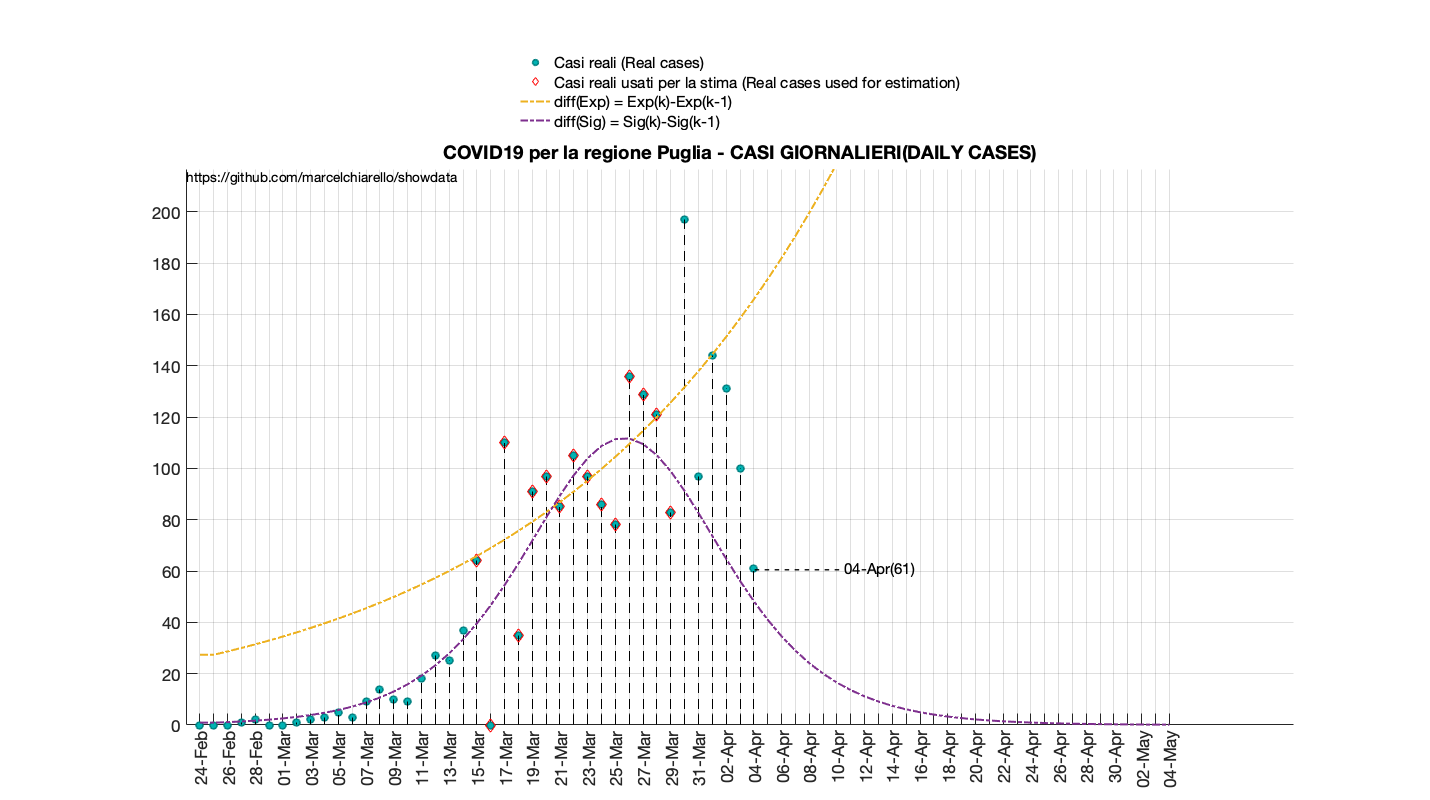 Casi reali (Real cases)
Casi reali usati per la stima (Real cases used for estimation)
diff(Exp) = Exp(k)-Exp(k-1)
diff(Sig) = Sig(k)-Sig(k-1)
COVID19 per la regione Puglia - CASI GIORNALIERI(DAILY CASES)
https://github.com/marcelchiarello/showdata
200
180
160
140
120
100
80
60
40
20
0
04-Apr(61)
24-Feb
26-Feb
28-Feb
01-Mar
03-Mar
05-Mar
07-Mar
09-Mar
11-Mar
13-Mar
15-Mar
17-Mar
19-Mar
21-Mar
23-Mar
25-Mar
27-Mar
29-Mar
31-Mar
02-Apr
04-Apr
06-Apr
08-Apr
10-Apr
12-Apr
14-Apr
16-Apr
18-Apr
20-Apr
22-Apr
24-Apr
26-Apr
28-Apr
30-Apr
02-May
04-May